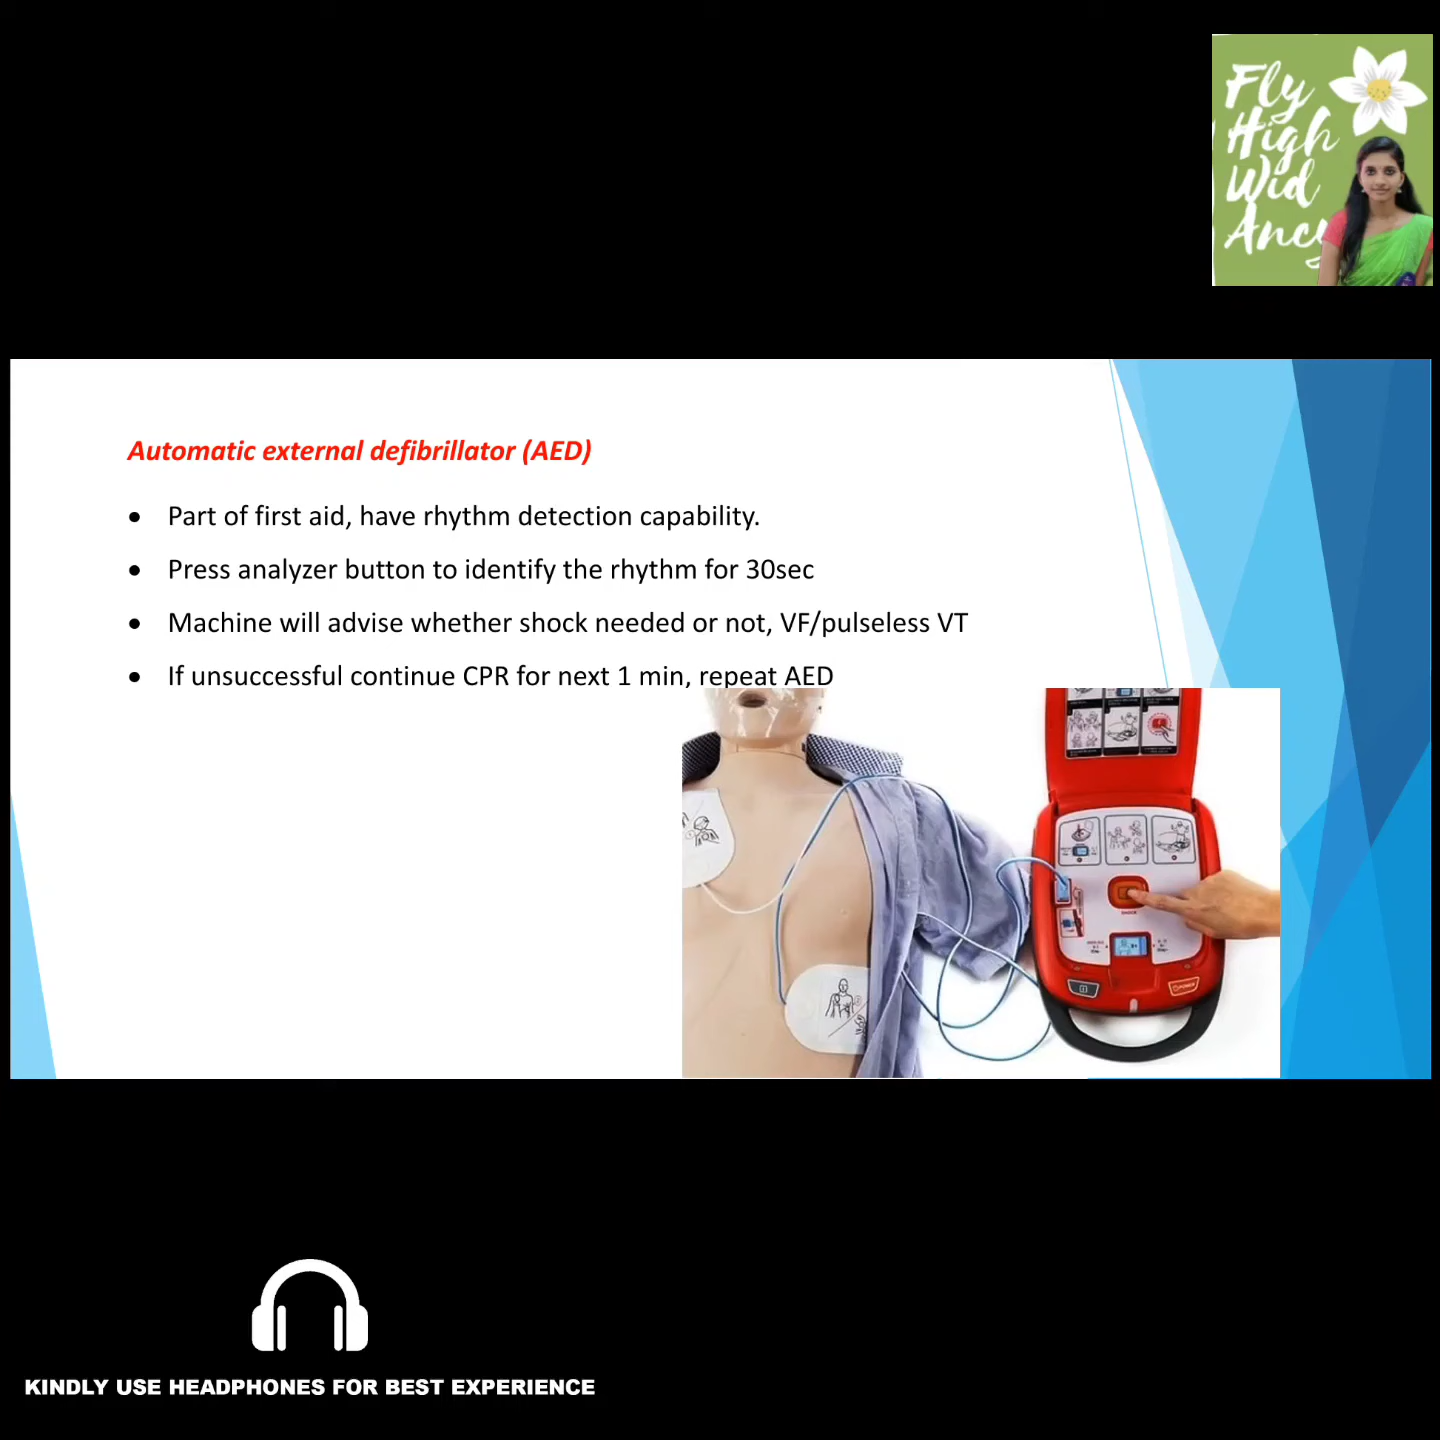 Fly
High
Wid
Ancy
Automatic external defibrillator (AED)
• Part of first aid, have rhythm detection capability.
• Press analyzer button to identify the rhythm for 30sec
• Machine will advise whether shock needed or not, VF/pulseless VT
• If unsuccessful continue CPR for next 1 min, repeat AED
SHOCK
POWER
KINDLY USE HEADPHONES FOR BEST EXPERIENCE